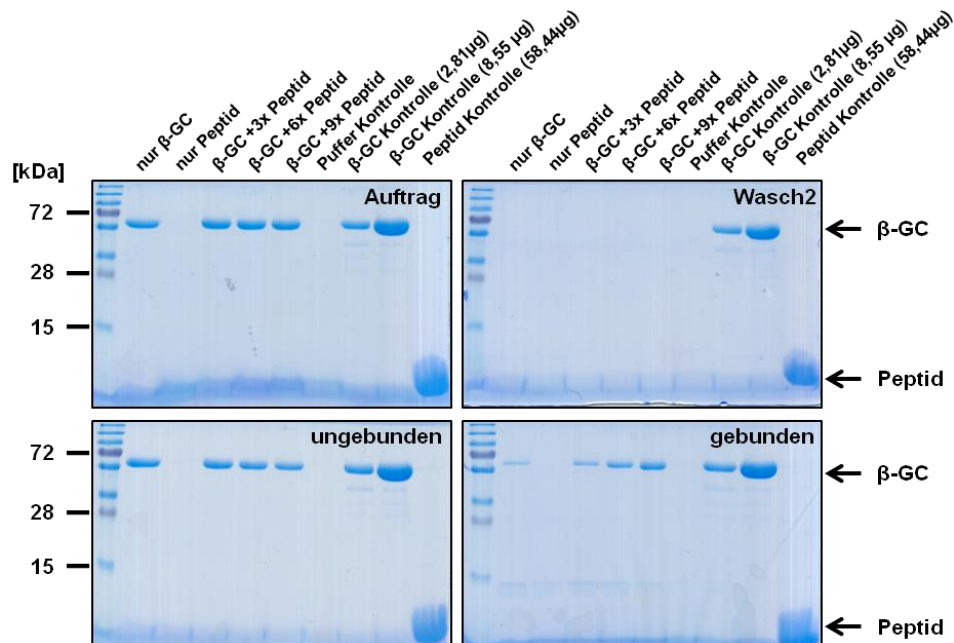 nur β-GC
nur Peptid
β-GC +3x Peptid
β-GC +6x Peptid
β-GC +9x Peptid
Puffer Kontrolle
β-GC Kontrolle (2,81µg)
β-GC Kontrolle (8,55 µg)
Peptid Kontrolle (58,44µg)
nur β-GC
nur Peptid
β-GC +3x Peptid
β-GC +6x Peptid
β-GC +9x Peptid
Puffer Kontrolle
β-GC Kontrolle (2,81µg)
β-GC Kontrolle (8,55 µg)
Peptid Kontrolle (58,44µg)
[kDa]
Auftrag
Wasch2
72
β-GC
28
15
Peptid
ungebunden
gebunden
72
β-GC
28
15
Peptid